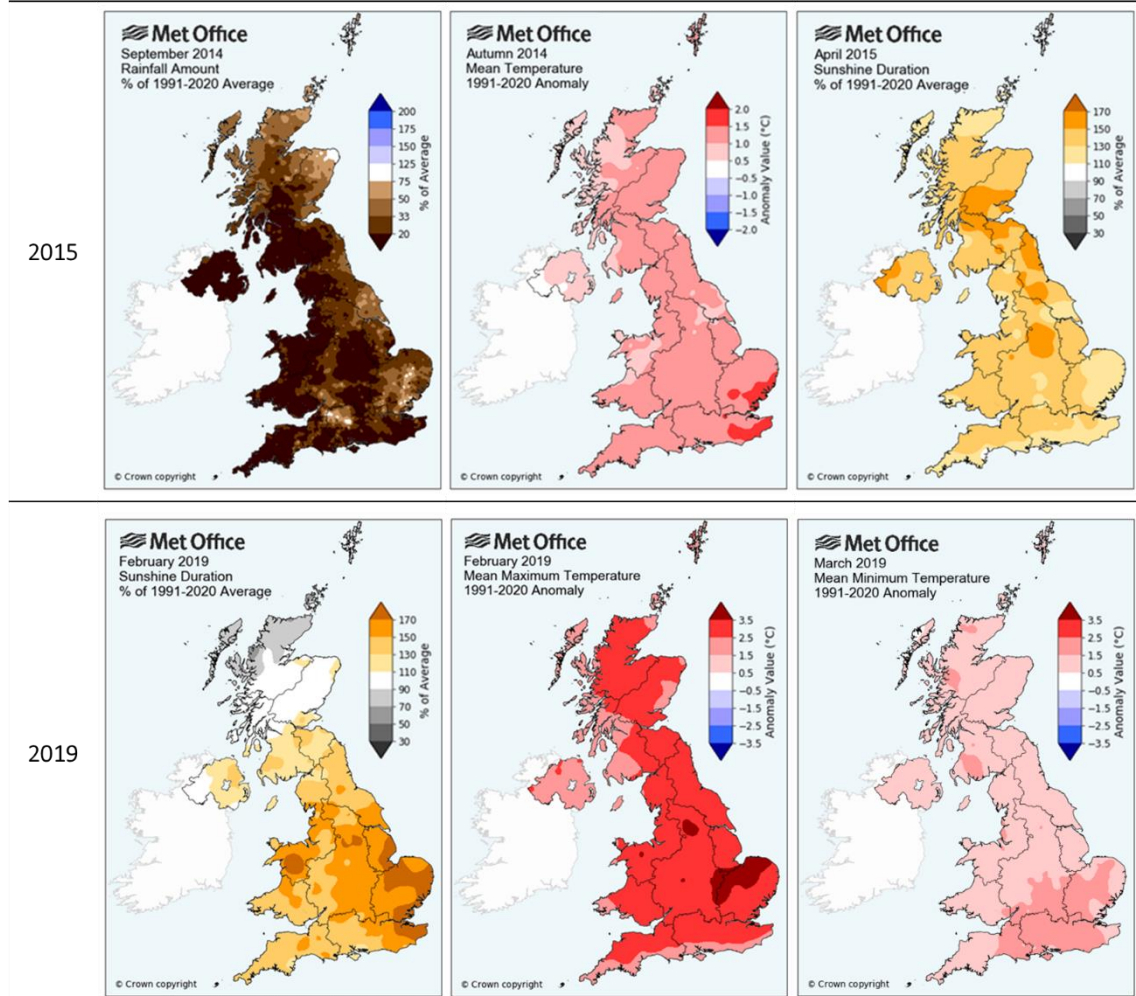 2015
Met Office
September 2014
Rainfall Amount
% of 1991-2020 Average
200
175
150
125
75
50
33
20
% of Average
© Crown copyright
Met Office
Autumn 2014
Mean Temperature
1991-2020 Anomaly
2.0
1.5
1.0
0.5
−0.5
−1.0
−1.5
−2.0
Anomaly Value (°C)
© Crown copyright
Met Office
April 2015
Sunshine Duration
% of 1991-2020 Average
170
150
130
110
90
70
50
30
% of Average
© Crown copyright
2019
Met Office
February 2019
Sunshine Duration
% of 1991-2020 Average
170
150
130
110
90
70
50
30
% of Average
© Crown copyright
Met Office
February 2019
Mean Maximum Temperature
1991-2020 Anomaly
3.5
2.5
1.5
0.5
−0.5
−1.5
−2.5
−3.5
Anomaly Value (°C)
© Crown copyright
Met Office
March 2019
Mean Minimum Temperature
1991-2020 Anomaly
3.5
2.5
1.5
0.5
−0.5
−1.5
−2.5
−3.5
Anomaly Value (°C)
© Crown copyright